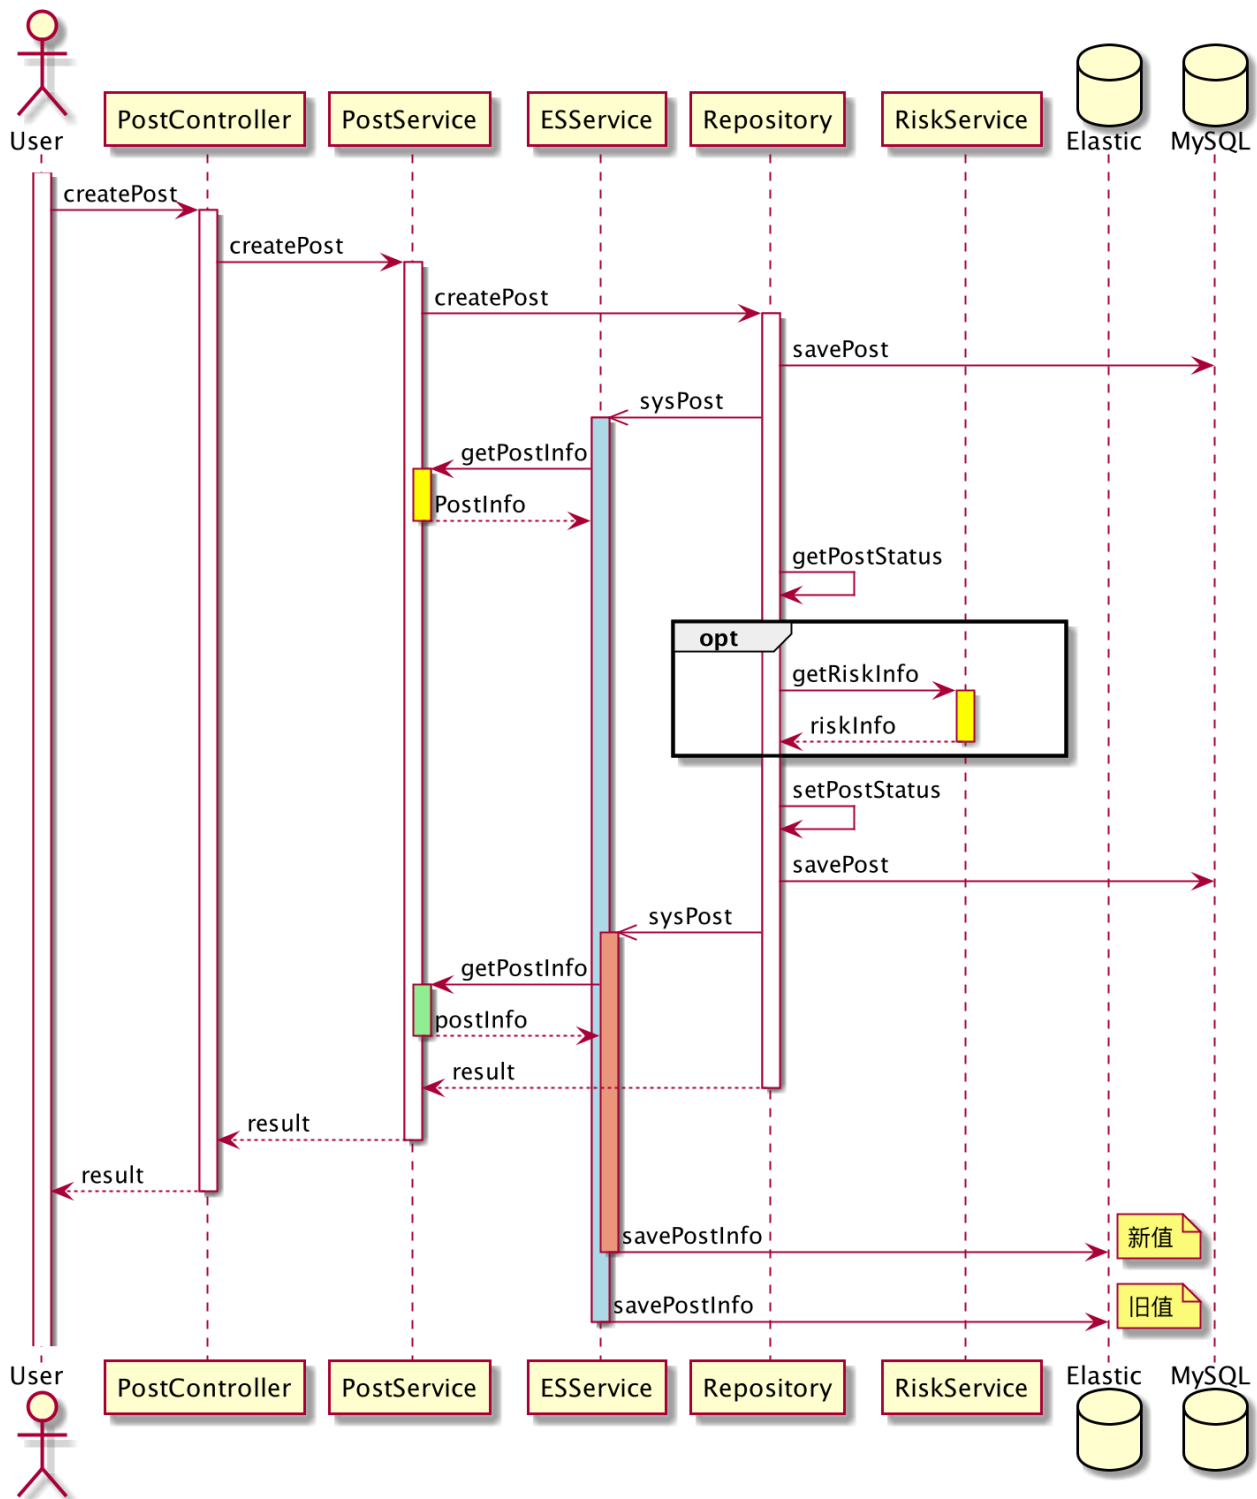 User
PostController
PostService
ESService
Repository
RiskService
Elastic
MySQL
createPost
createPost
createPost
savePost
sysPost
getPostInfo
PostInfo
getPostStatus
opt
getRiskInfo
riskInfo
setPostStatus
savePost
sysPost
getPostInfo
postInfo
result
result
result
savePostInfo
新值
savePostInfo
旧值
User
PostController
PostService
ESService
Repository
RiskService
Elastic
MySQL